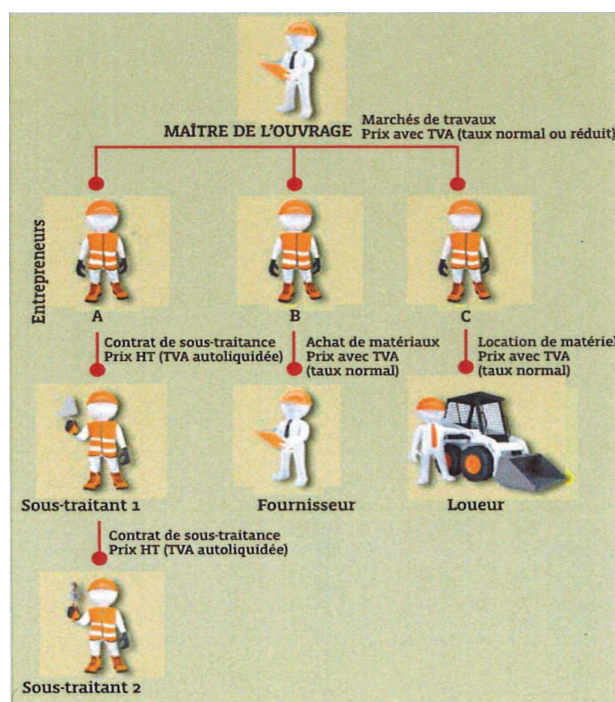 Marchés de travaux
MAÎTRE DE L'OUVRAGE Prix avec TVA (taux normal ou réduit)
Entrepreneurs
A
B
C
Contrat de sous-traitance
Prix HT (TVA autoliquidée)
Achat de matériaux
Prix avec TVA
(taux normal)
Location de matériel
Prix avec TVA
(taux normal)
Sous-traitant 1
Fournisseur
Loueur
Contrat de sous-traitance
Prix HT (TVA autoliquidée)
Sous-traitant 2